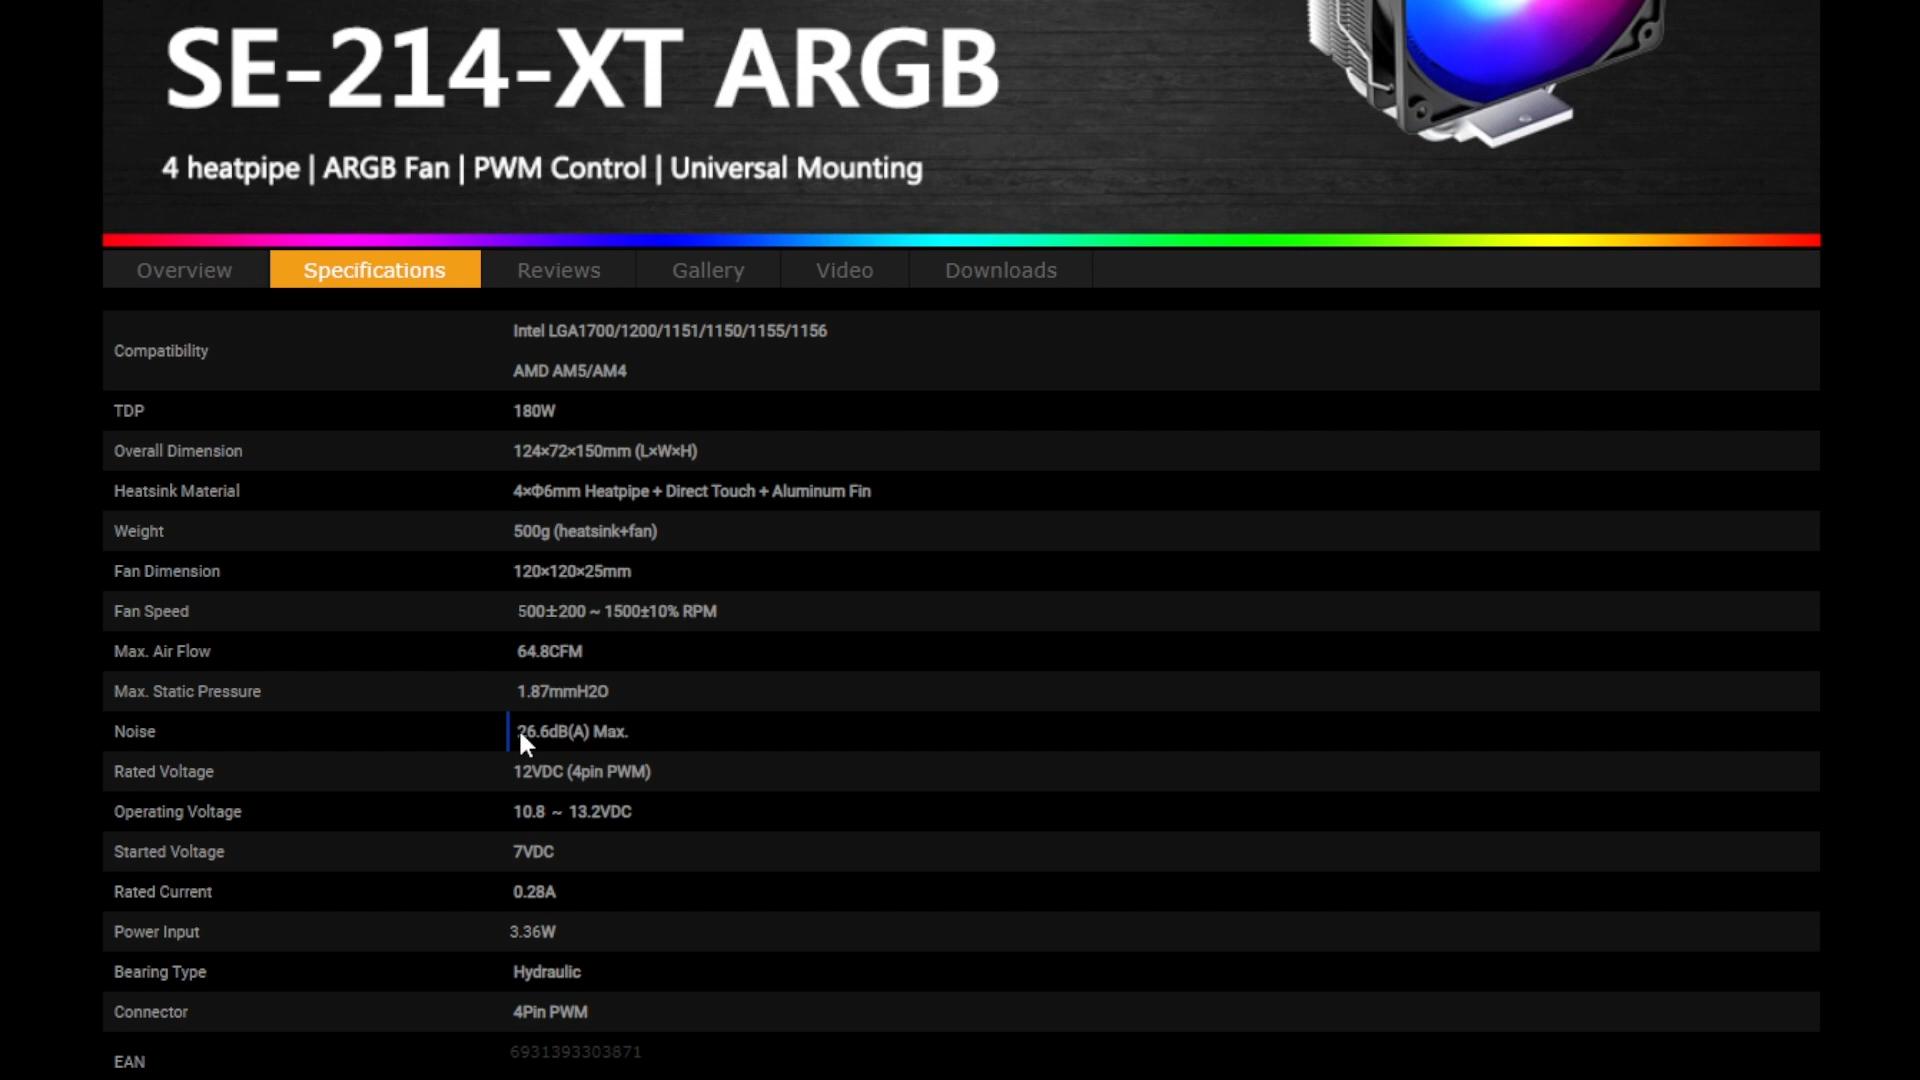 SE-214-XT ARGB
4 heatpipe | ARGB Fan | PWM Control | Universal Mounting
Overview Specifications Reviews Gallery Video Downloads
Compatibility Intel LGA1700/1200/1151/1150/1155/1156
AMD AM5/AM4
TDP 180W
Overall Dimension 124×72×150mm (L×W×H)
Heatsink Material 4×Φ6mm Heatpipe + Direct Touch + Aluminum Fin
Weight 500g (heatsink+fan)
Fan Dimension 120×120×25mm
Fan Speed 500±200 ~ 1500±10% RPM
Max. Air Flow 64.8CFM
Max. Static Pressure 1.87mmH2O
Noise 26.6dB(A) Max.
Rated Voltage 12VDC (4pin PWM)
Operating Voltage 10.8 ~ 13.2VDC
Started Voltage 7VDC
Rated Current 0.28A
Power Input 3.36W
Bearing Type Hydraulic
Connector 4Pin PWM
EAN 6931393303871